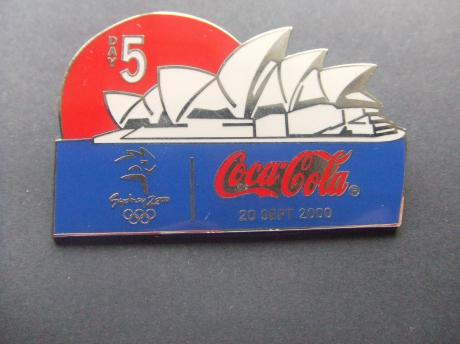 DAY 5
Sydney 2000
Coca-Cola ®
20 SEPT 2000